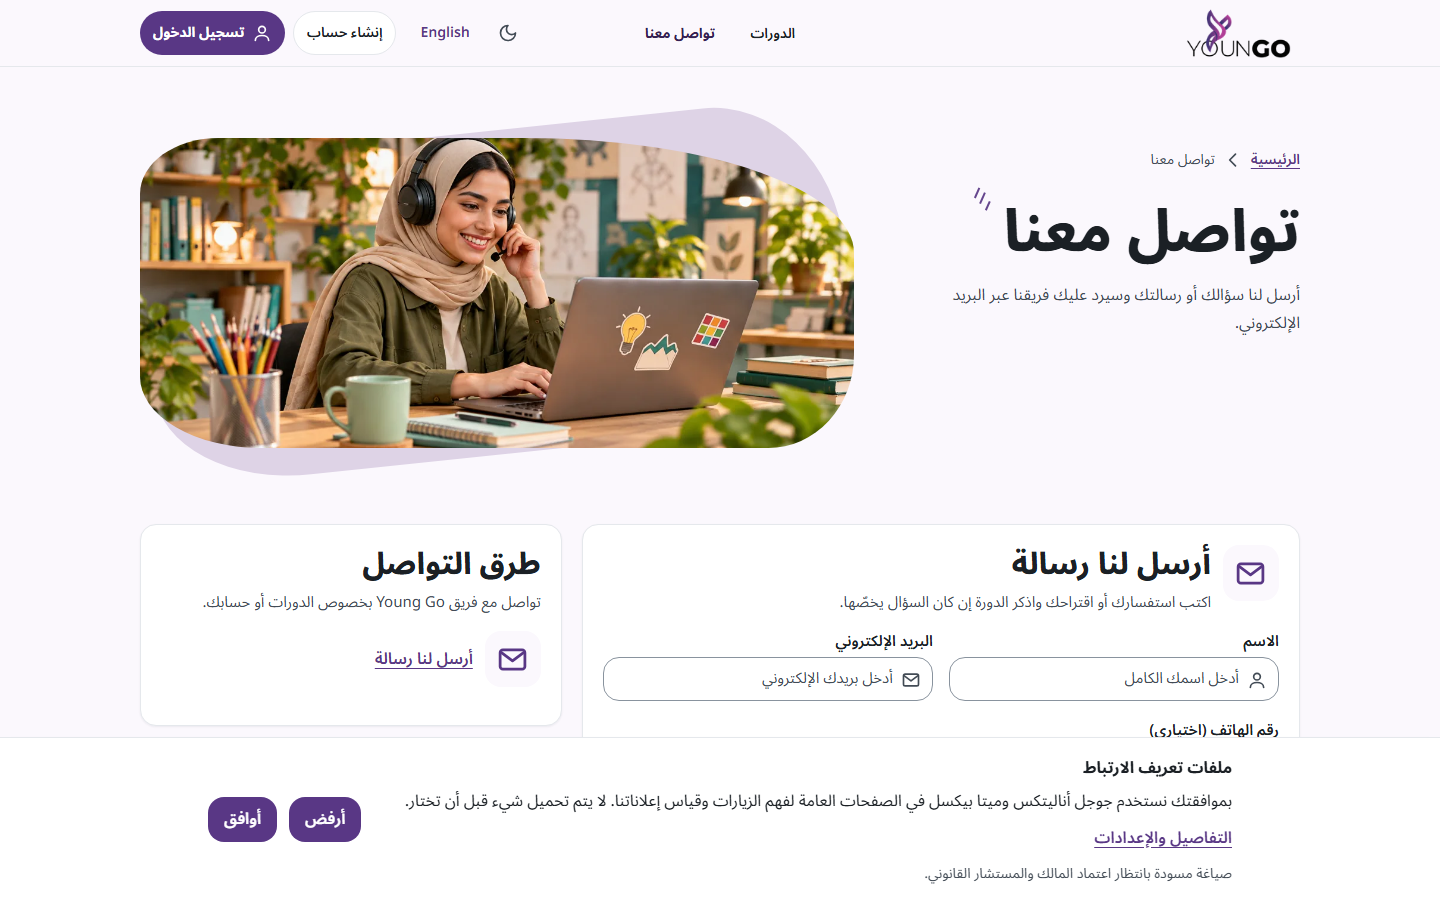 YOUNGO
الدورات
تواصل معنا
English
إنشاء حساب
تسجيل الدخول
الرئيسية
تواصل معنا
تواصل معنا
أرسل لنا سؤالك أو رسالتك وسيرد عليك فريقنا عبر البريد
الإلكتروني.
أرسل لنا رسالة
اكتب استفسارك أو اقتراحك واذكر الدورة إن كان السؤال يخصّها.
الاسم
أدخل اسمك الكامل
البريد الإلكتروني
أدخل بريدك الإلكتروني
رقم الهاتف (اختياري)
طرق التواصل
تواصل مع فريق Young Go بخصوص الدورات أو حسابك.
أرسل لنا رسالة
ملفات تعريف الارتباط
بموافقتك نستخدم جوجل أناليتكس وميتا بيكسل في الصفحات العامة لفهم الزيارات وقياس إعلاناتنا. لا يتم تحميل شيء قبل أن تختار.
التفاصيل والإعدادات
صياغة مسودة بانتظار اعتماد المالك والمستشار القانوني.
أرفض
أوافق